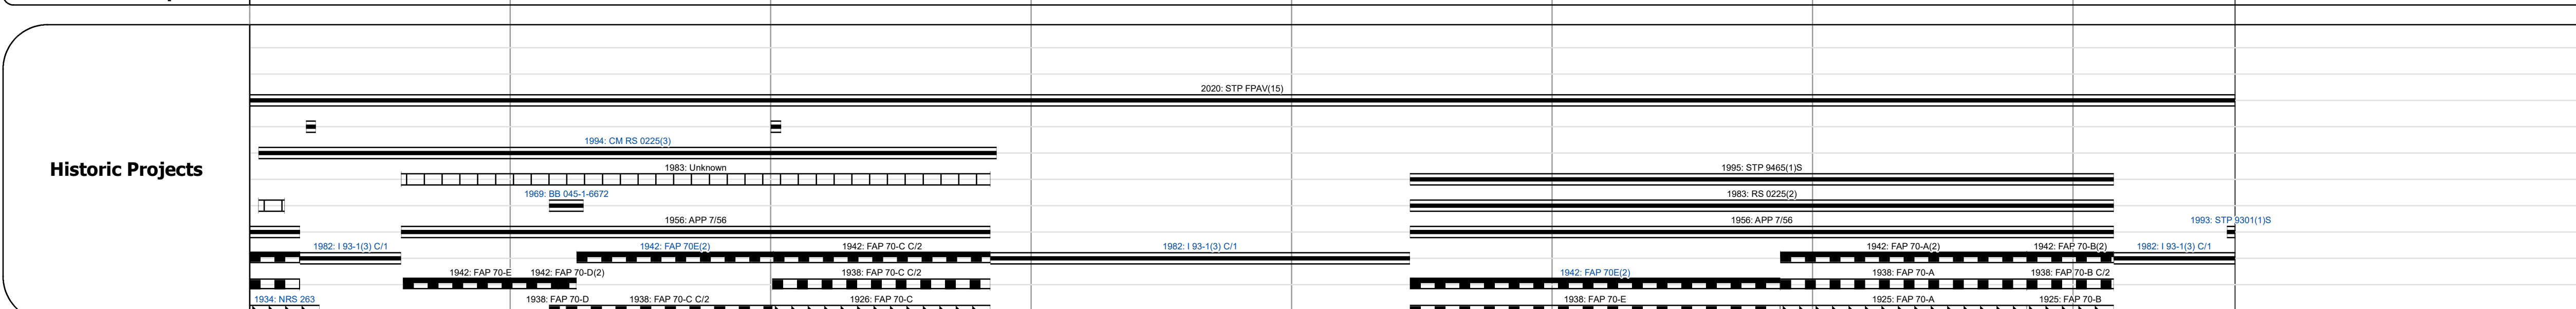 2020: STP FPAV(15)
1994: CM RS 0225(3)
Historic Projects
1983: Unknown
1995: STP 9465(1)S
1969: BB 045-1-6672
1983: RS 0225(2)
1956: APP 7/56
1956: APP 7/56
1993: STP 9301(1)S
1982: I 93-1(3) C/1
1942: FAP 70E(2)
1942: FAP 70-C C/2
1982: I 93-1(3) C/1
1942: FAP 70-A(2)
1942: FAP 70-B(2)
1982: I 93-1(3) C/1
1942: FAP 70-E
1942: FAP 70-D(2)
1938: FAP 70-C C/2
1942: FAP 70E(2)
1938: FAP 70-A
1938: FAP 70-B C/2
1934: NRS 263
1938: FAP 70-D
1938: FAP 70-C C/2
1926: FAP 70-C
1938: FAP 70-E
1925: FAP 70-A
1925: FAP 70-B